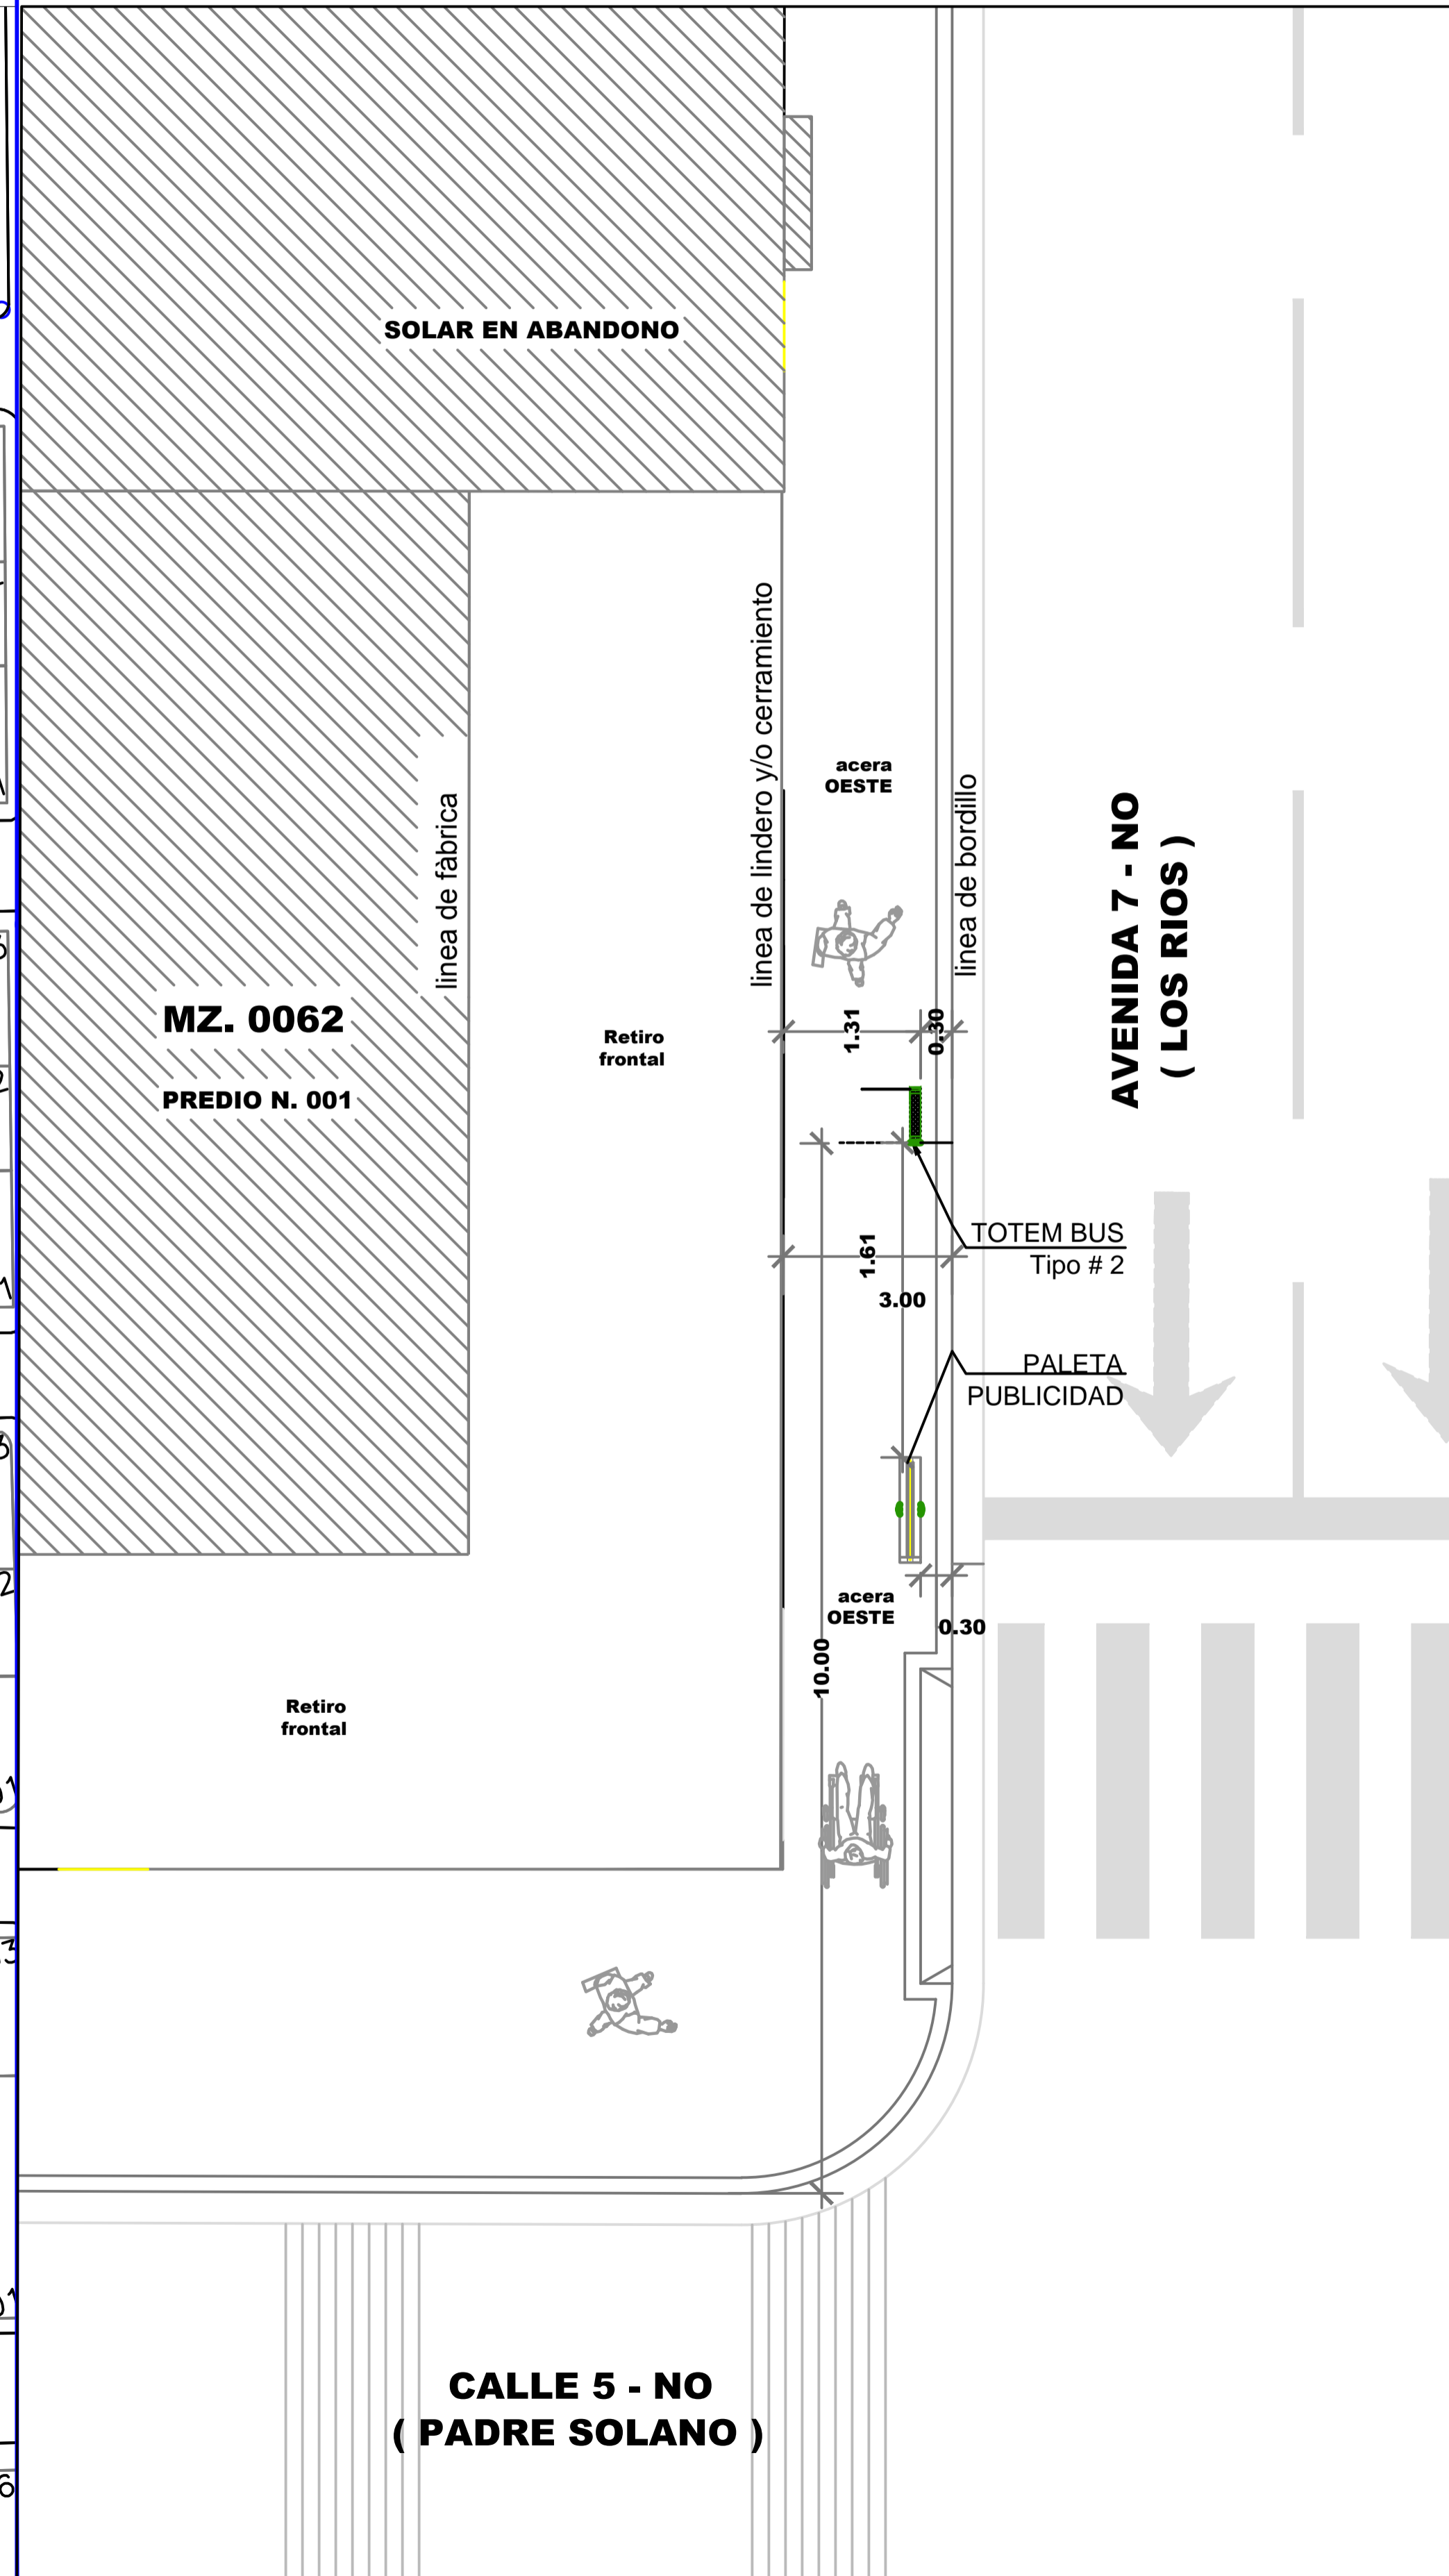 SOLAR EN ABANDONO
linea de lindero y/o cerramiento
acera
OESTE
linea de bordillo
linea de fàbrica
AVENIDA 7 - NO
( LOS RIOS )
MZ. 0062
PREDIO N. 001
Retiro
frontal
1.31
0.30
TOTEM BUS
Tipo # 2
1.61
3.00
PALETA
PUBLICIDAD
acera
OESTE
0.30
10.00
Retiro
frontal
CALLE 5 - NO
( PADRE SOLANO )